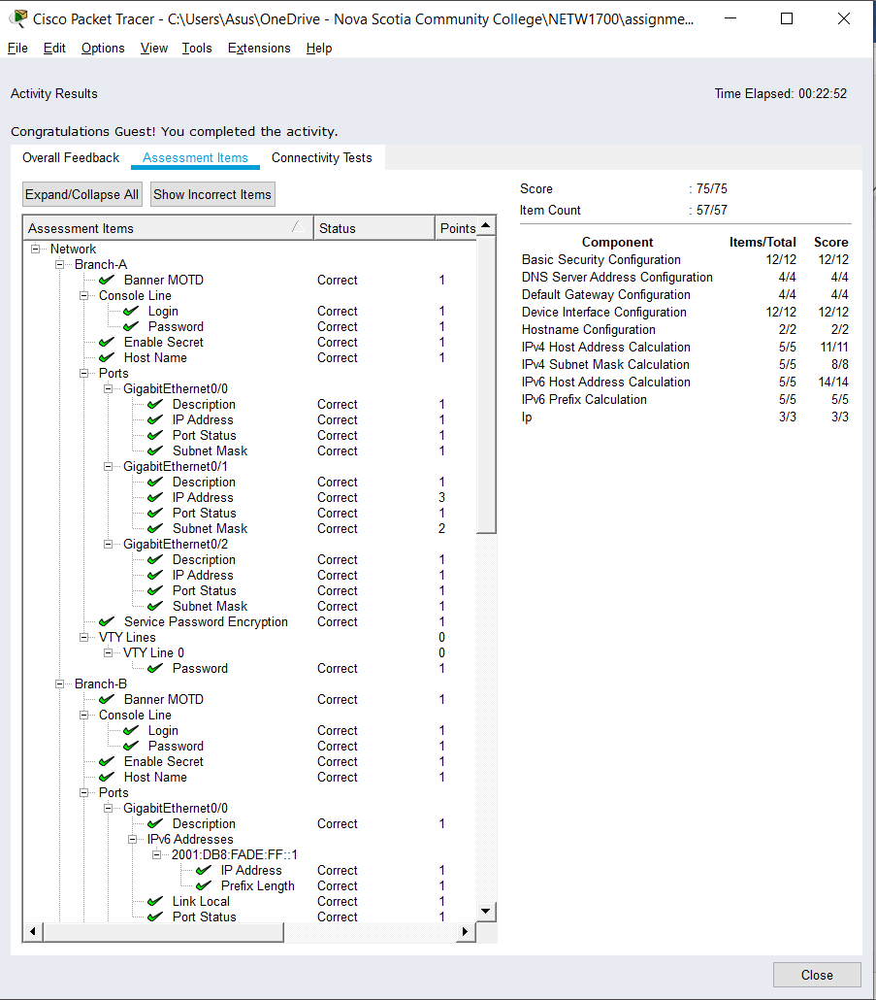 Cisco Packet Tracer - C:\Users\Asus\OneDrive - Nova Scotia Community College\NETW1700\assignme...
File Edit Options View Tools Extensions Help
Activity Results
Time Elapsed: 00:22:52
Congratulations Guest! You completed the activity.
Overall Feedback Assessment Items Connectivity Tests
Expand/Collapse All Show Incorrect Items
Assessment Items Status Points
Network
Branch-A
Banner MOTD Correct 1
Console Line
Login Correct 1
Password Correct 1
Enable Secret Correct 1
Host Name Correct 1
Ports
GigabitEthernet0/0
Description Correct 1
IP Address Correct 1
Port Status Correct 1
Subnet Mask Correct 1
GigabitEthernet0/1
Description Correct 1
IP Address Correct 3
Port Status Correct 1
Subnet Mask Correct 2
GigabitEthernet0/2
Description Correct 1
IP Address Correct 1
Port Status Correct 1
Subnet Mask Correct 1
Service Password Encryption Correct 1
VTY Lines 0
VTY Line 0 0
Password Correct 1
Branch-B
Banner MOTD Correct 1
Console Line
Login Correct 1
Password Correct 1
Enable Secret Correct 1
Host Name Correct 1
Ports
GigabitEthernet0/0
Description Correct 1
IPv6 Addresses
2001:DB8:FADE:FF::1
IP Address Correct 1
Prefix Length Correct 1
Link Local Correct 1
Port Status Correct 1
Score : 75/75
Item Count : 57/57
Component Items/Total Score
Basic Security Configuration 12/12 12/12
DNS Server Address Configuration 4/4 4/4
Default Gateway Configuration 4/4 4/4
Device Interface Configuration 12/12 12/12
Hostname Configuration 2/2 2/2
IPv4 Host Address Calculation 5/5 11/11
IPv4 Subnet Mask Calculation 5/5 8/8
IPv6 Host Address Calculation 5/5 14/14
IPv6 Prefix Calculation 5/5 5/5
Ip 3/3 3/3
Close